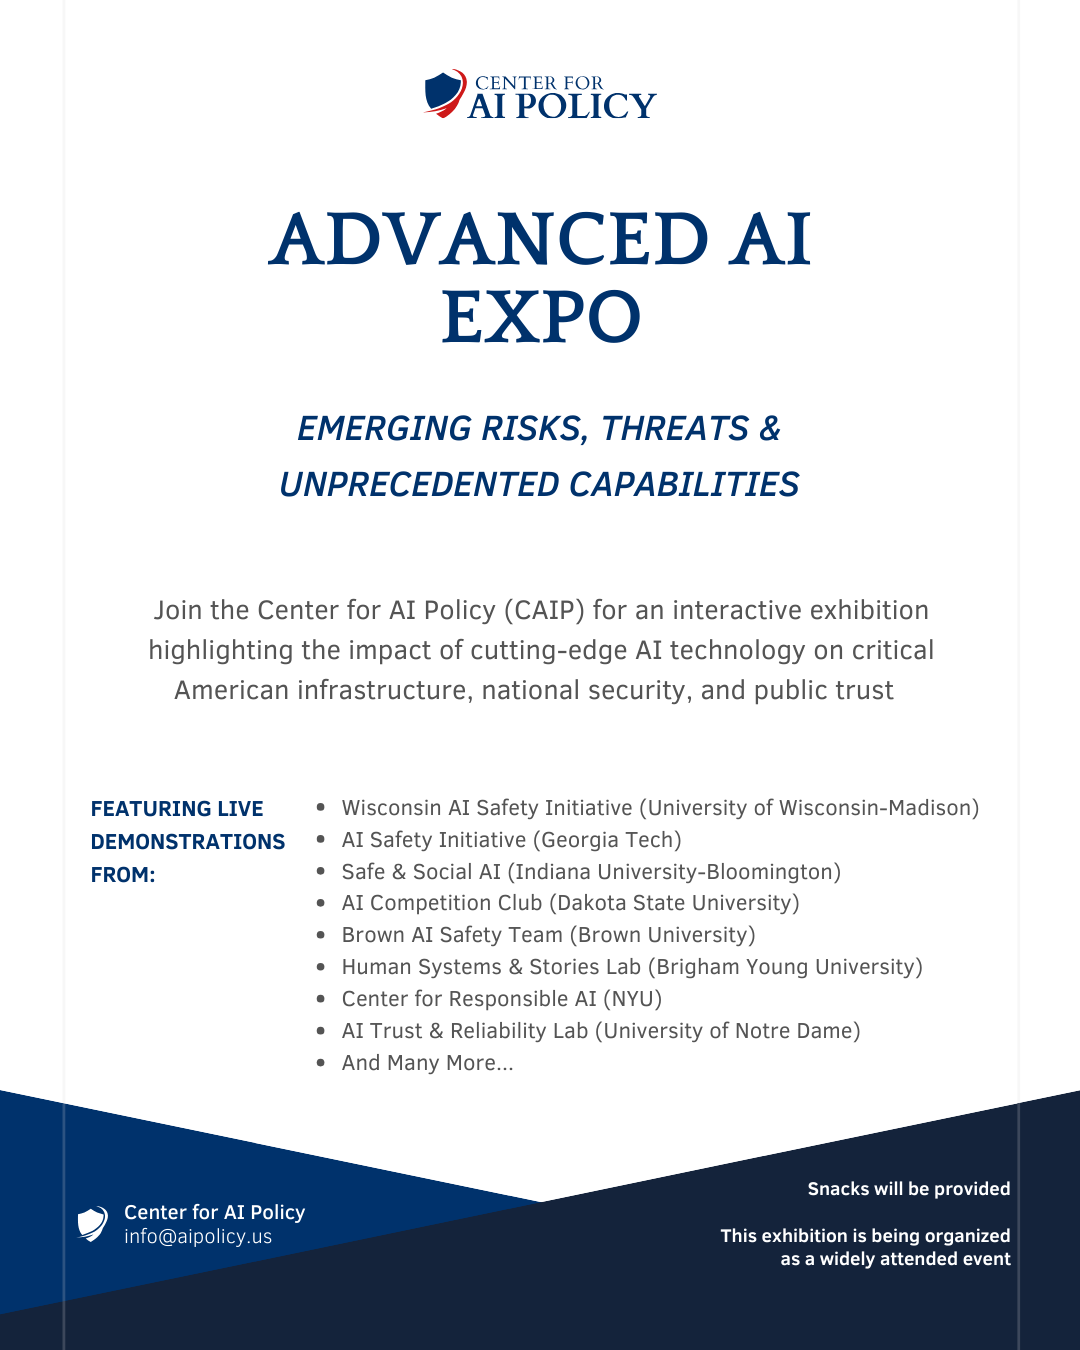 CENTER FOR
AI POLICY
ADVANCED AI
EXPO
EMERGING RISKS, THREATS &
UNPRECEDENTED CAPABILITIES
Join the Center for AI Policy (CAIP) for an interactive exhibition
highlighting the impact of cutting-edge AI technology on critical
American infrastructure, national security, and public trust
FEATURING LIVE
DEMONSTRATIONS
FROM:
• Wisconsin AI Safety Initiative (University of Wisconsin-Madison)
• AI Safety Initiative (Georgia Tech)
• Safe & Social AI (Indiana University-Bloomington)
• AI Competition Club (Dakota State University)
• Brown AI Safety Team (Brown University)
• Human Systems & Stories Lab (Brigham Young University)
• Center for Responsible AI (NYU)
• AI Trust & Reliability Lab (University of Notre Dame)
• And Many More...
Center for AI Policy
info@aipolicy.us
Snacks will be provided
This exhibition is being organized
as a widely attended event